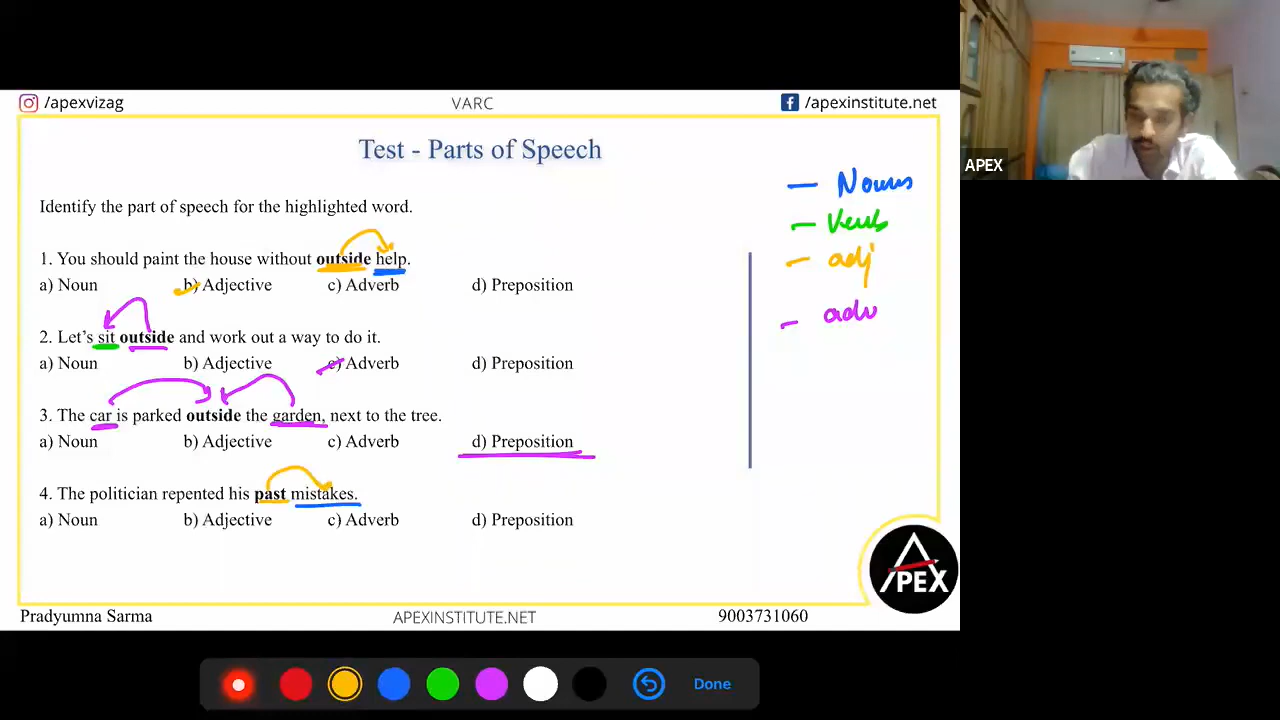 /apexvizag
VARC
/apexinstitute.net
Test - Parts of Speech
APEX
Nouns
Verb
adj
adv
Identify the part of speech for the highlighted word.
1. You should paint the house without outside help.
a) Noun b) Adjective c) Adverb d) Preposition
2. Let’s sit outside and work out a way to do it.
a) Noun b) Adjective c) Adverb d) Preposition
3. The car is parked outside the garden, next to the tree.
a) Noun b) Adjective c) Adverb d) Preposition
4. The politician repented his past mistakes.
a) Noun b) Adjective c) Adverb d) Preposition
APEX
Pradyumna Sarma
APEXINSTITUTE.NET
9003731060
Done